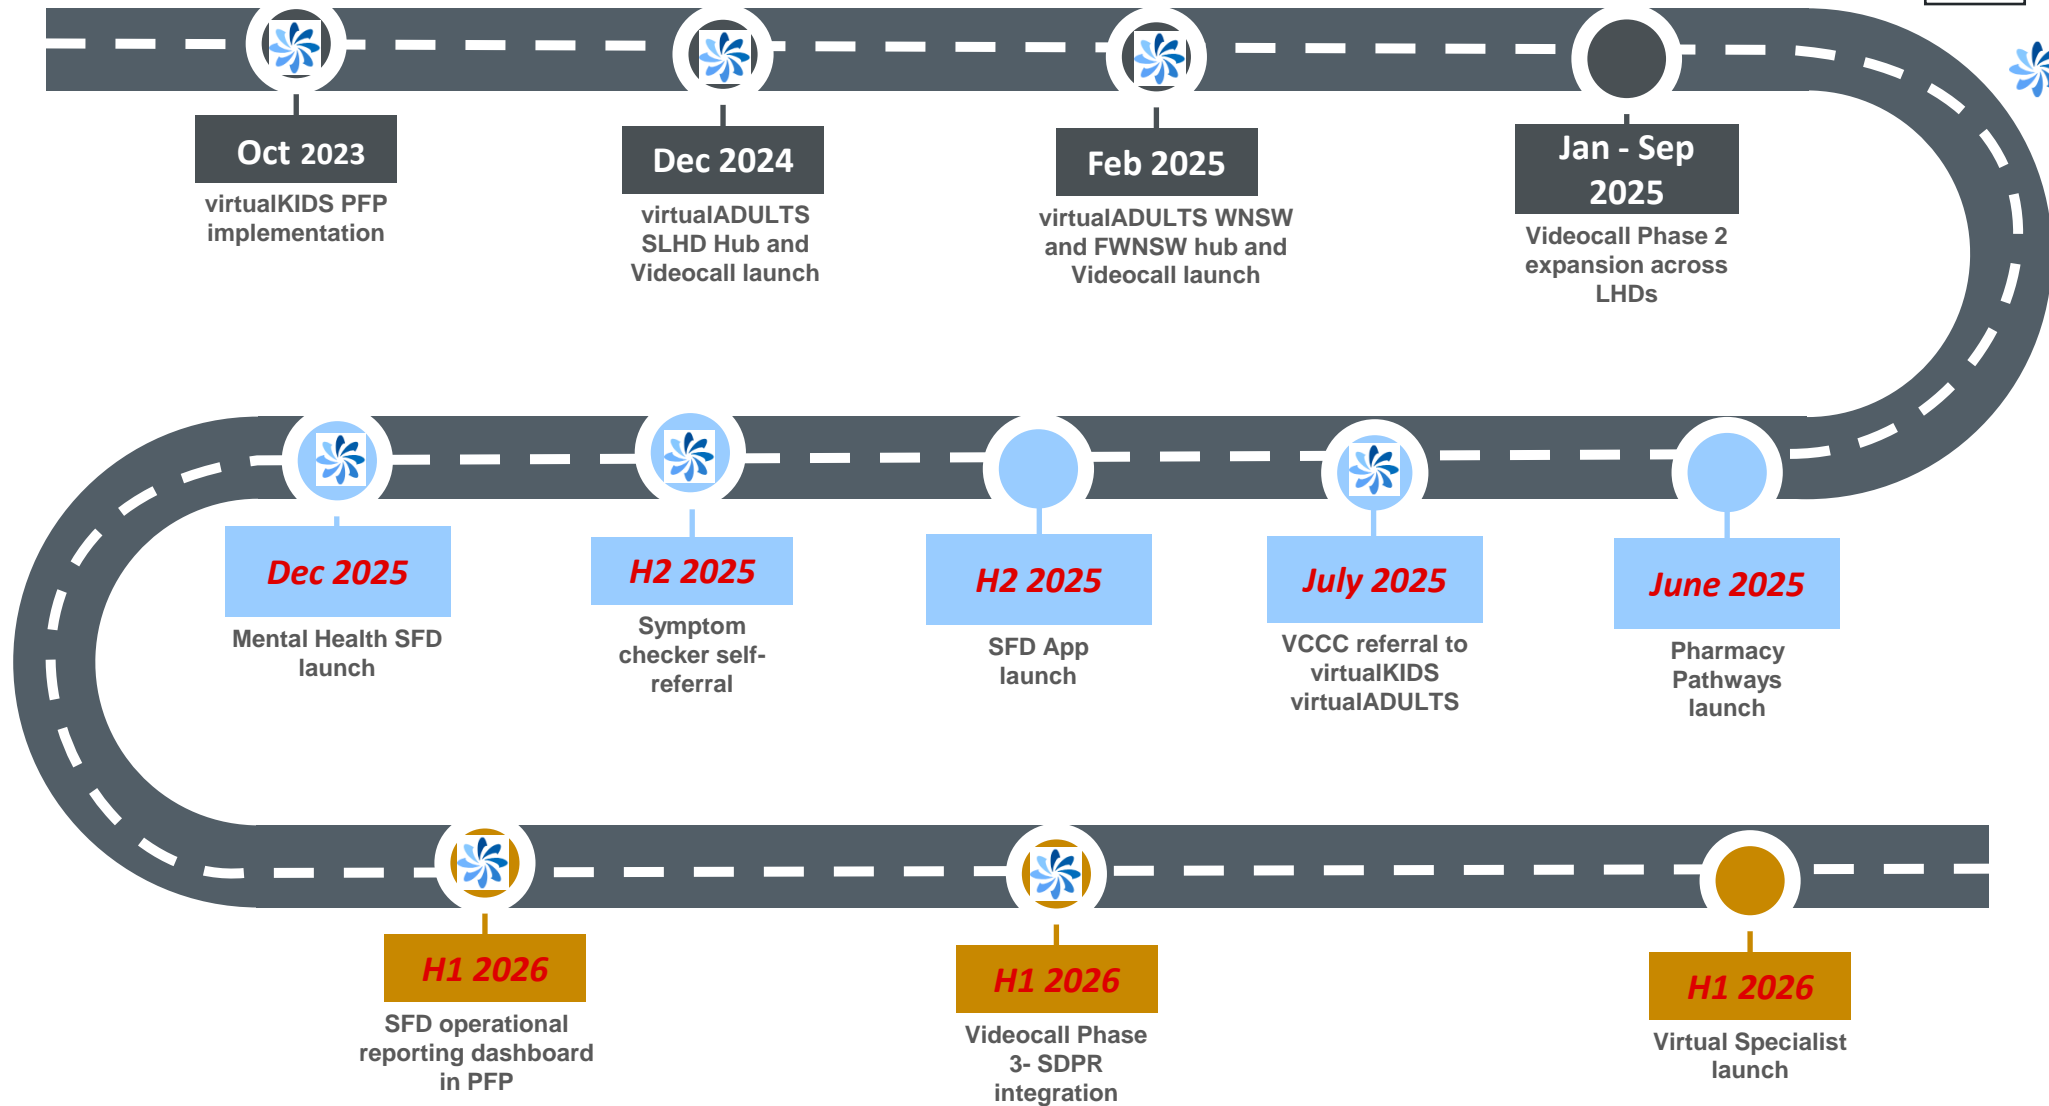 Oct 2023
virtualKIDS PFP
implementation
Dec 2024
virtualADULTS
SLHD Hub and
Videocall launch
Feb 2025
virtualADULTS WNSW
and FWNSW hub and
Videocall launch
Jan - Sep
2025
Videocall Phase 2
expansion across
LHDs
Dec 2025
Mental Health SFD
launch
H2 2025
Symptom
checker self-
referral
H2 2025
SFD App
launch
July 2025
VCCC referral to
virtualKIDS
virtualADULTS
June 2025
Pharmacy
Pathways
launch
H1 2026
SFD operational
reporting dashboard
in PFP
H1 2026
Videocall Phase
3- SDPR
integration
H1 2026
Virtual Specialist
launch